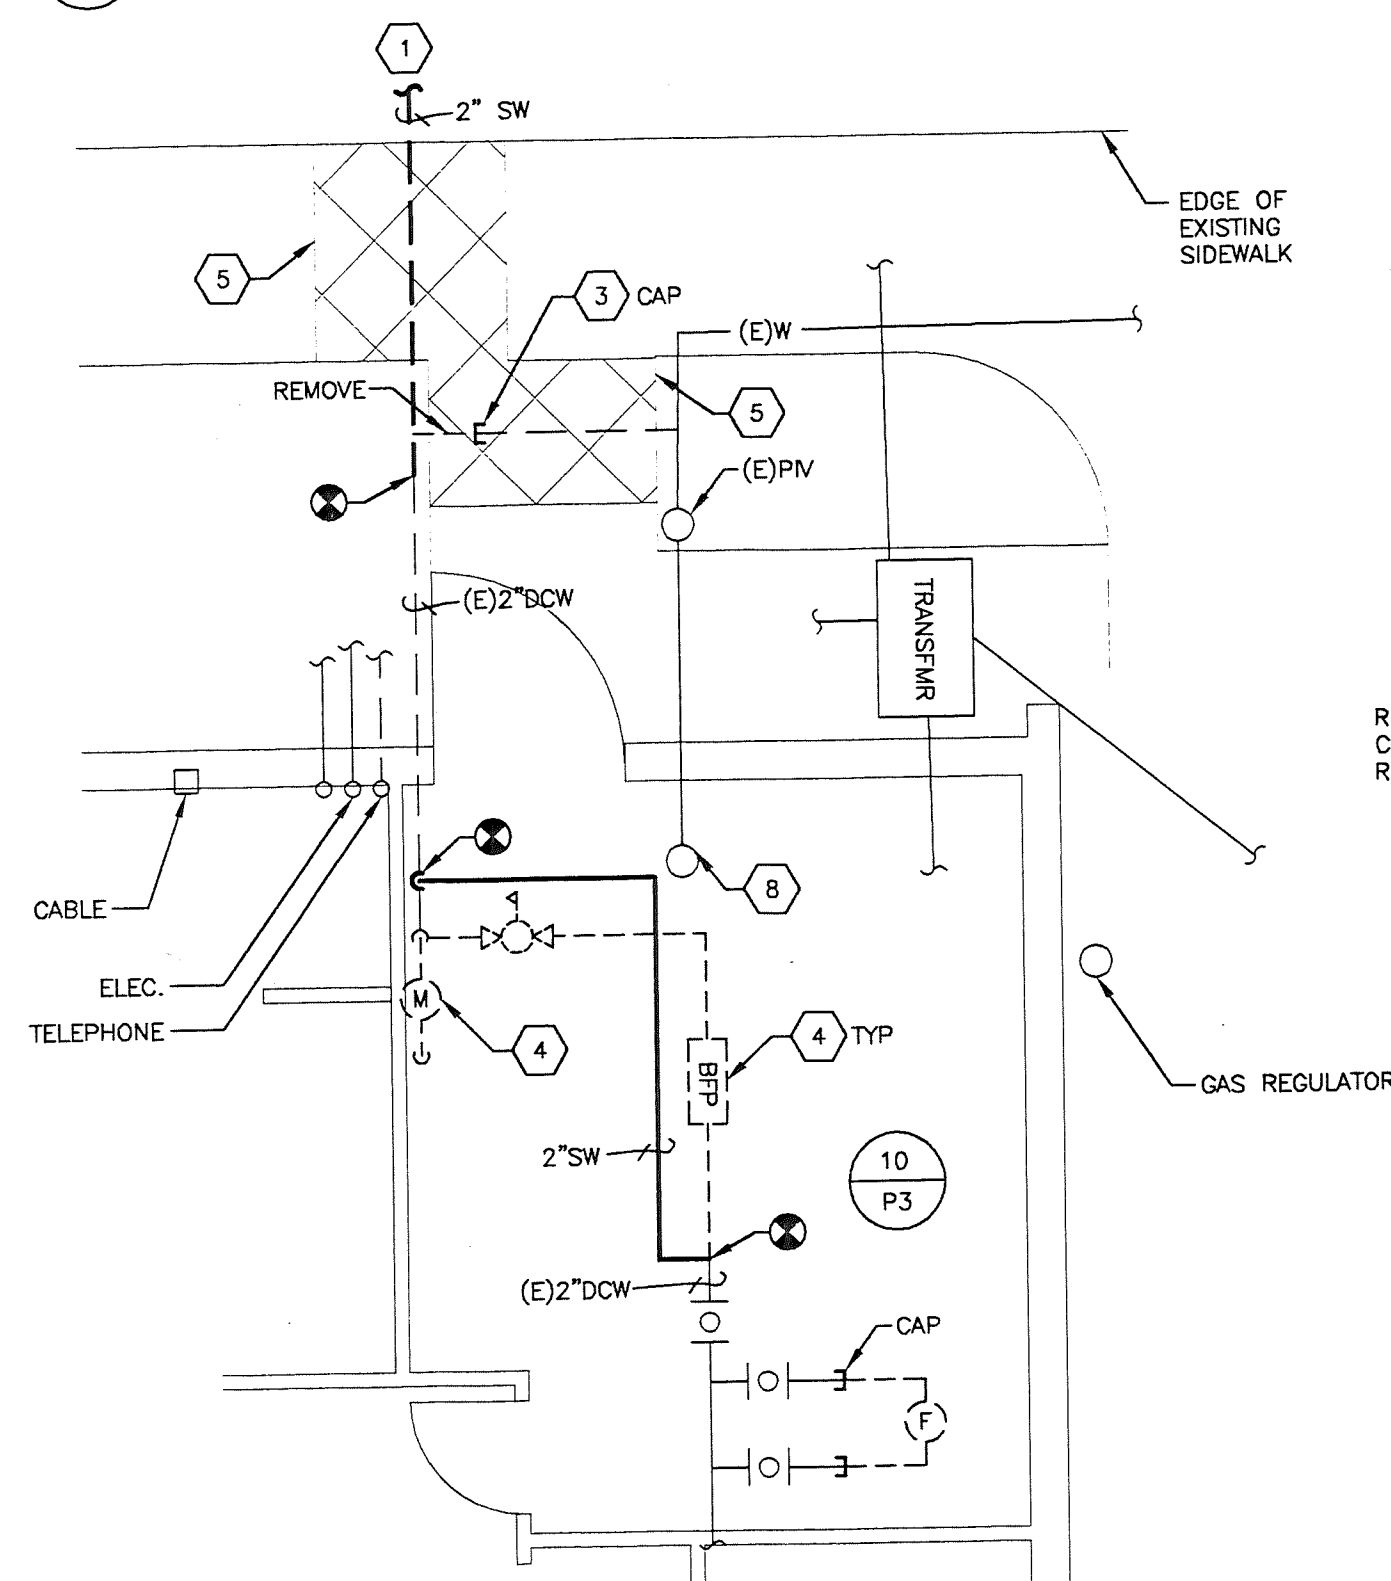 1
2" SW
EDGE OF
EXISTING
SIDEWALK
5
3 CAP
(E)W
REMOVE
5
(E)PIV
(E)2"DCW
TRANSFMR
R
C
R
CABLE
8
ELEC.
TELEPHONE
M
4
4 TYP
BFP
GAS REGULATOR
2"SW
10
P3
(E)2"DCW
CAP
F